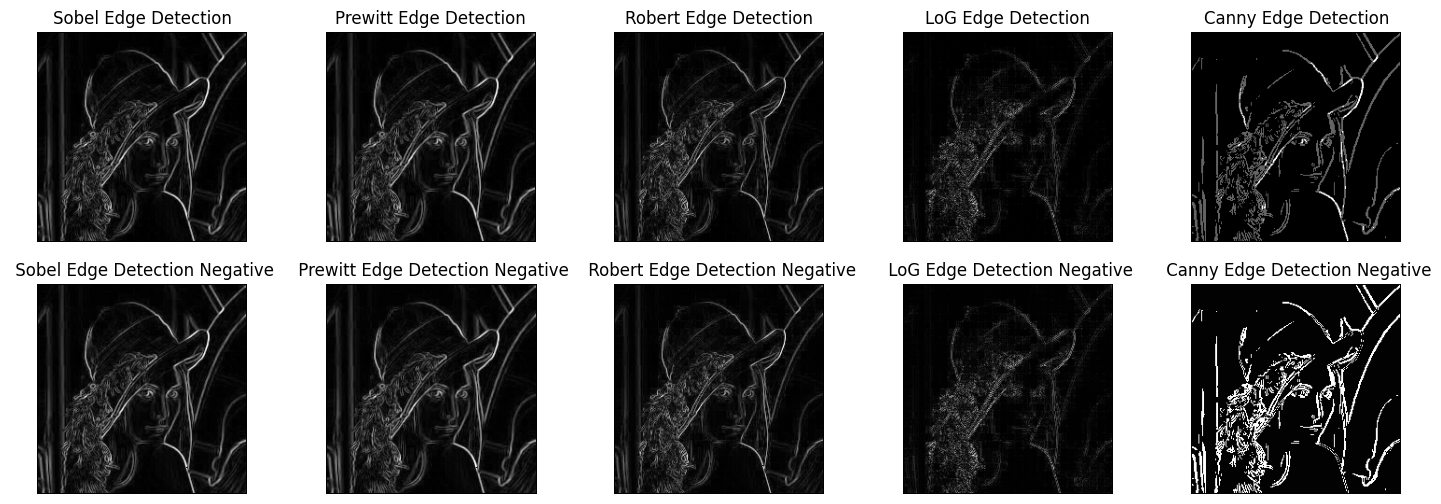 Sobel Edge Detection
Prewitt Edge Detection
Robert Edge Detection
LoG Edge Detection
Canny Edge Detection
Sobel Edge Detection Negative
Prewitt Edge Detection Negative
Robert Edge Detection Negative
LoG Edge Detection Negative
Canny Edge Detection Negative